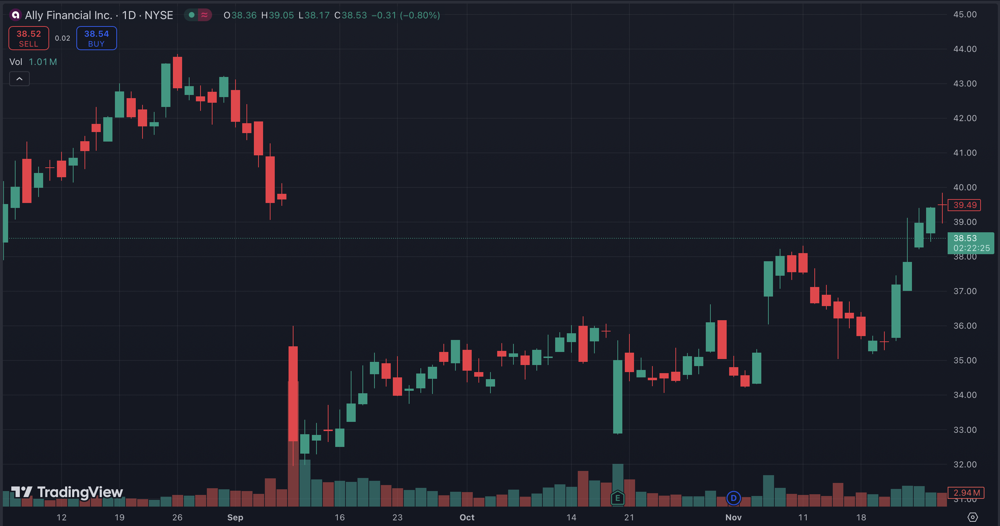 Ally Financial Inc. · 1D · NYSE
≈
O38.36 H39.05 L38.17 C38.53 −0.31 (−0.80%)
38.52
SELL
0.02
38.54
BUY
Vol 1.01M
45.00
44.00
43.00
42.00
41.00
40.00
39.49
39.00
38.53
02:22:25
38.00
37.00
36.00
35.00
34.00
33.00
32.00
2.94M
31.00
TradingView
E
D
12 19 26 Sep 16 23 Oct 14 21 Nov 11 18